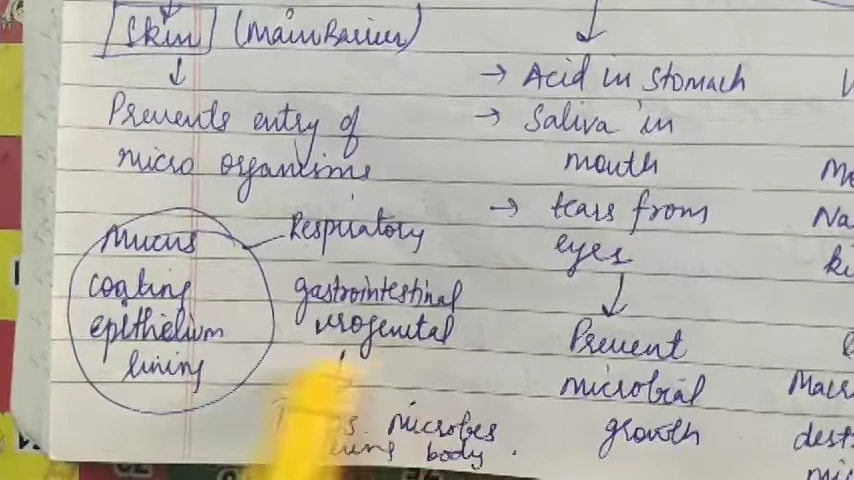 Skin (Main Barrier)
Prevents entry of
micro organisms
Mucus
coating
epithelium
lining
Respiratory
gastrointestinal
urogenital
microbes
body.
→ Acid in stomach
→ Saliva in
mouth
→ tears from
eyes
Prevent
microbial
growth